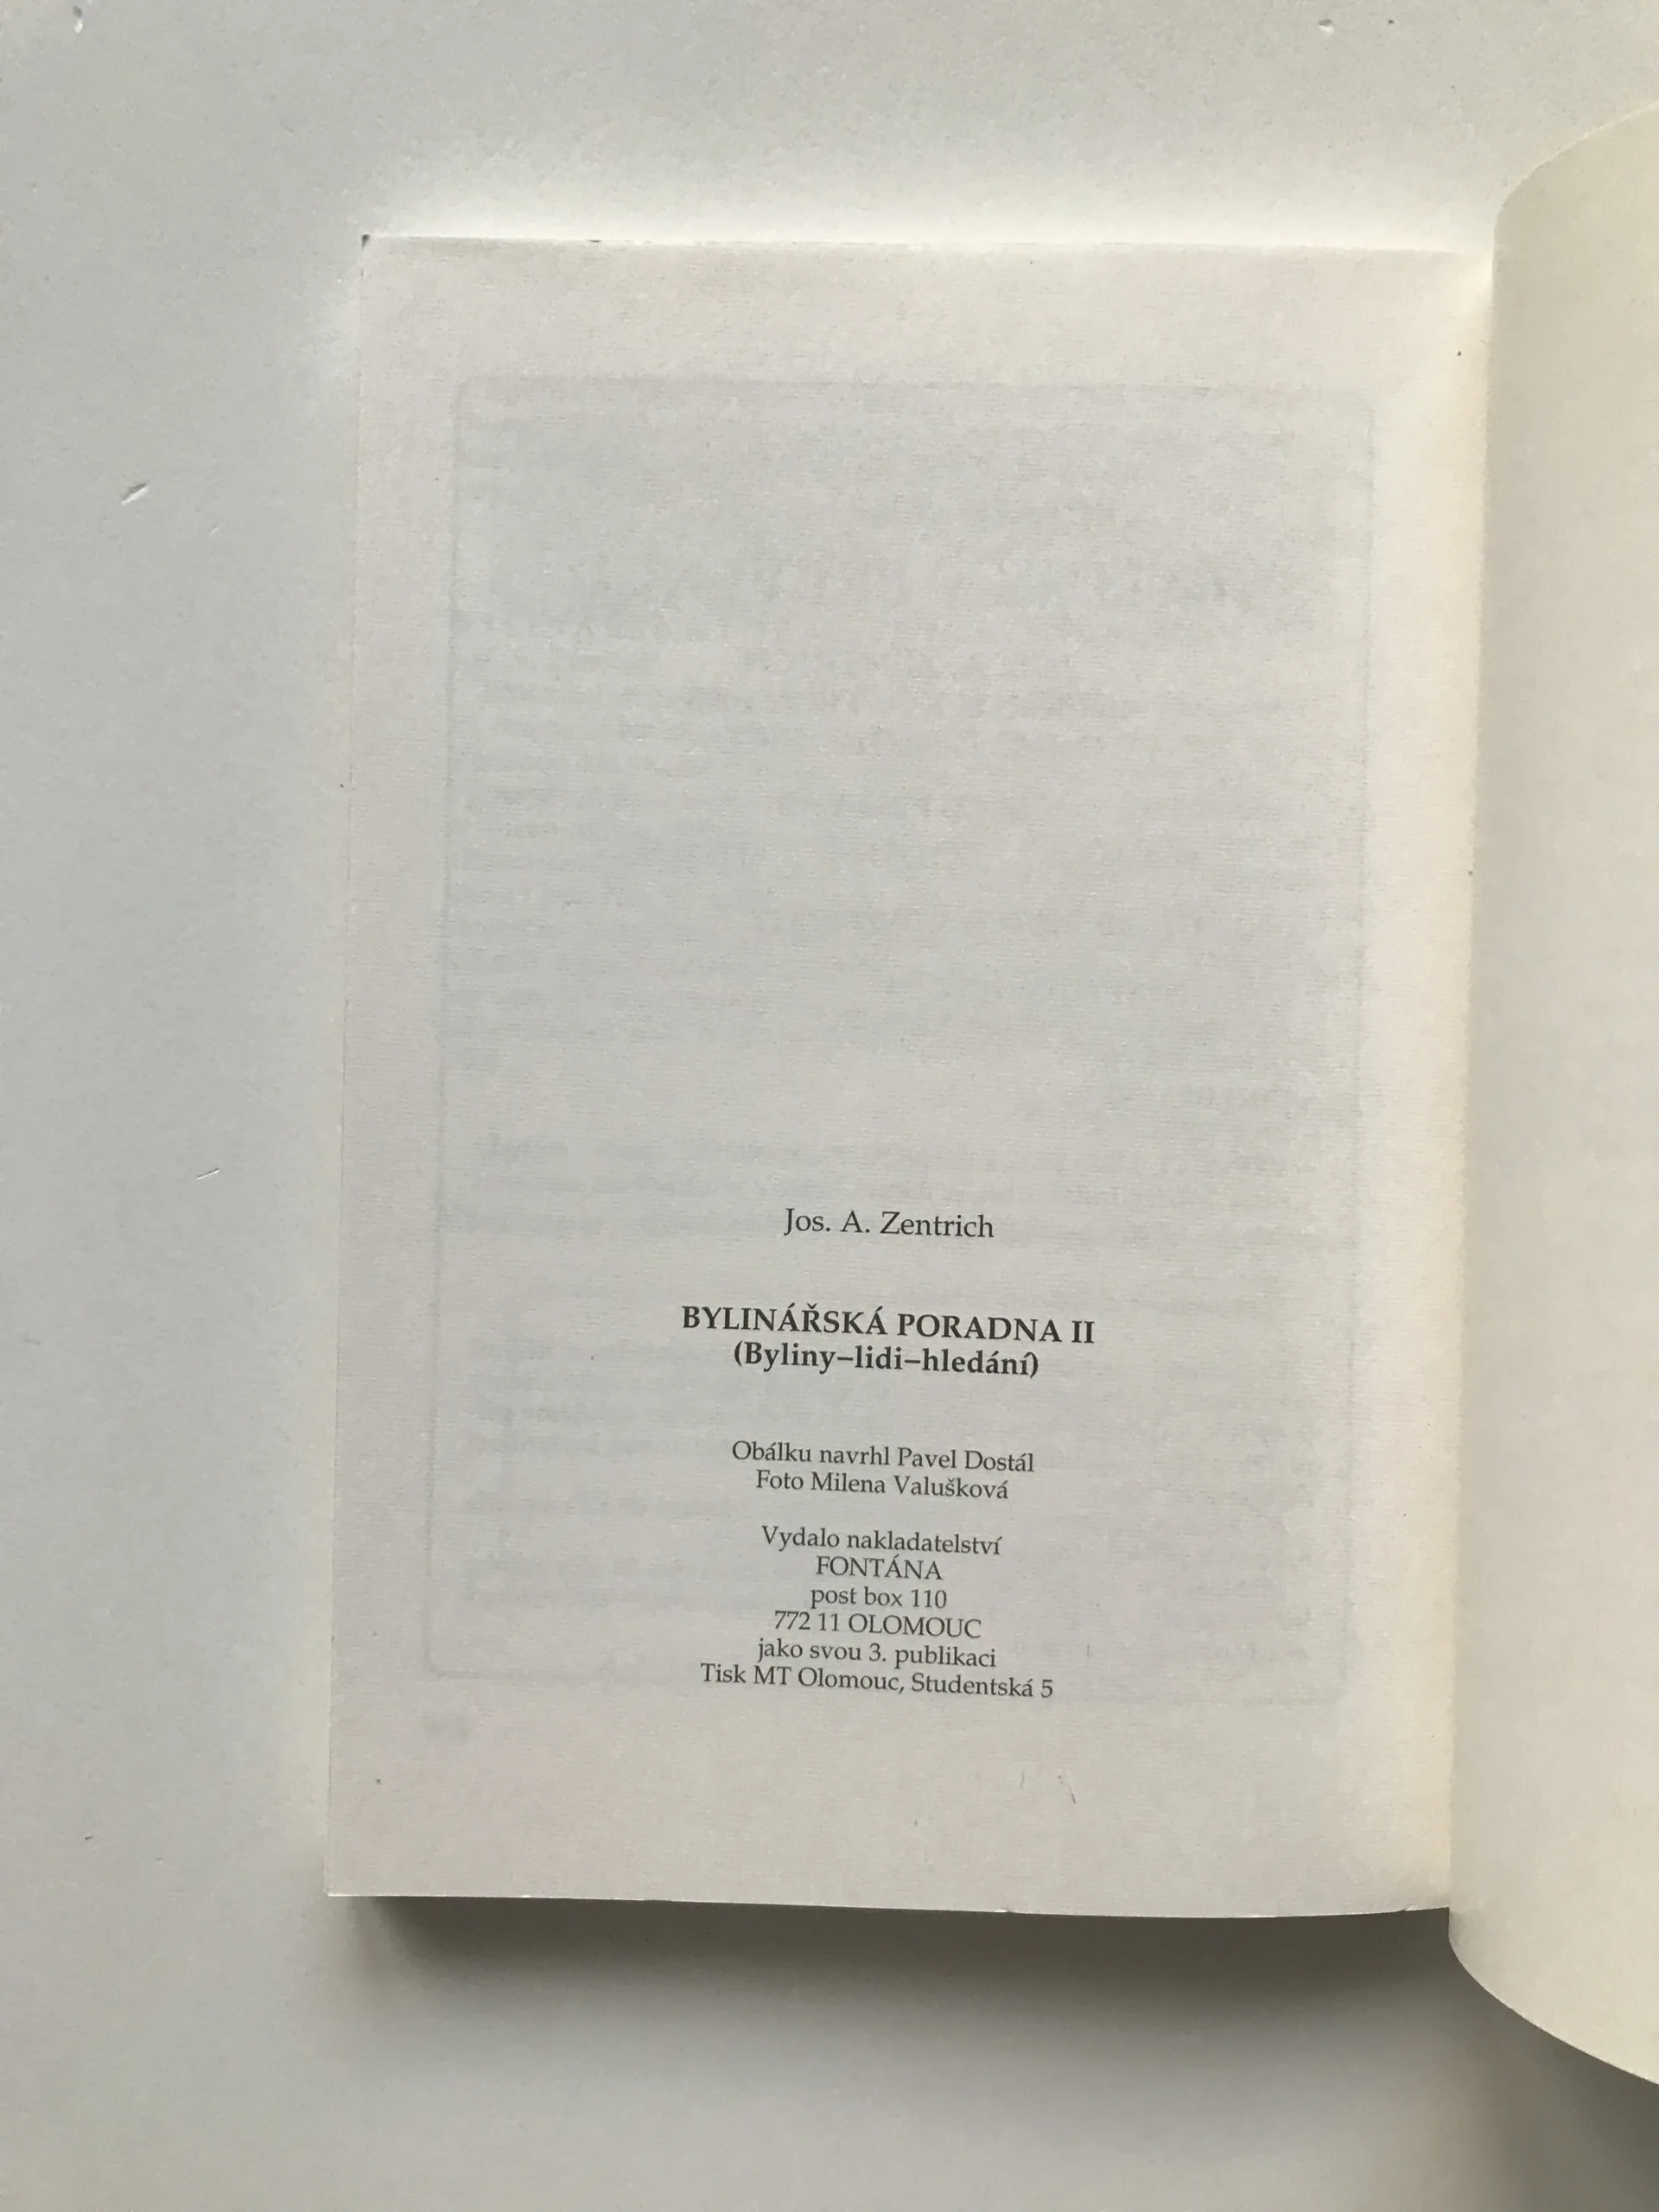 Jos. A. Zentrich
BYLINÁŘSKÁ PORADNA II
(Byliny–lidi–hledání)
Obálku navrhl Pavel Dostál
Foto Milena Valušková
Vydalo nakladatelství
FONTÁNA
post box 110
772 11 OLOMOUC
jako svou 3. publikaci
Tisk MT Olomouc, Studentská 5